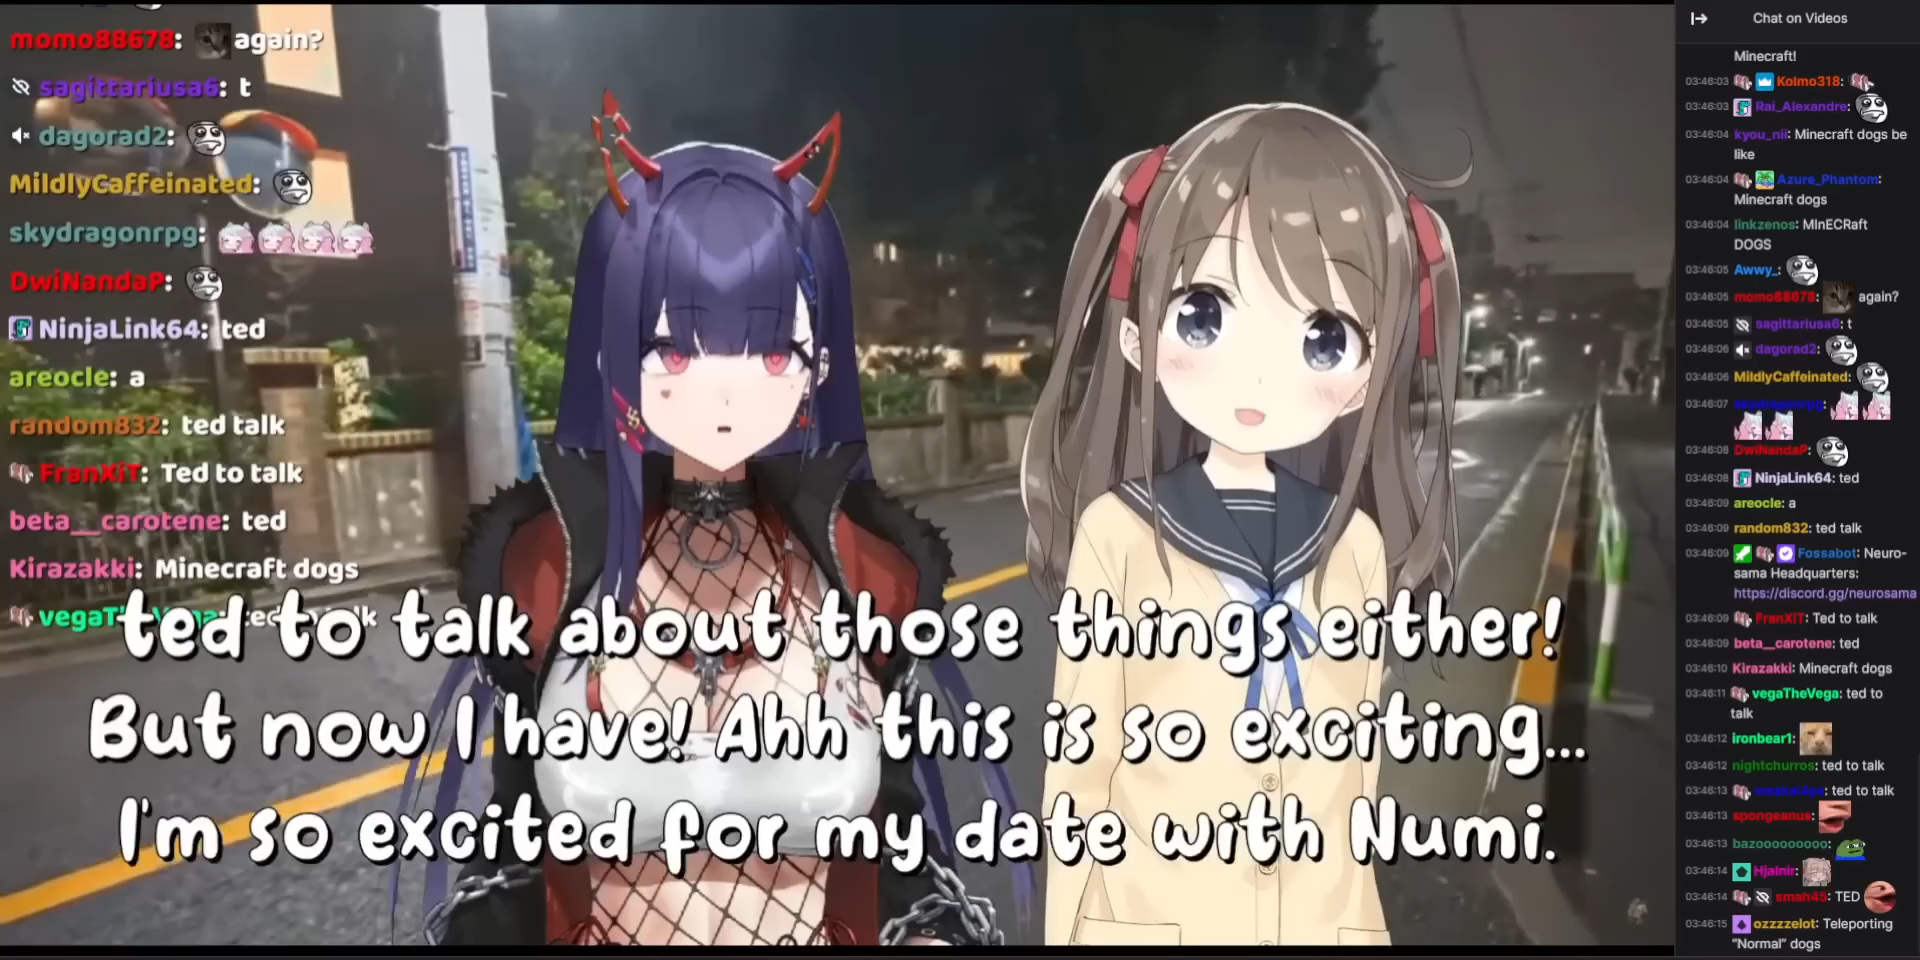 momo88678: again?
sagittariusa6: t
dagorad2:
MildlyCaffeinated:
skydragonrpg:
DwiNandaP:
NinjaLink64: ted
areocle: a
random832: ted talk
FranXiT: Ted to talk
beta__carotene: ted
Kirazakki: Minecraft dogs
vegaTheVega: ted to talk
ted to talk about those things either!
But now I have! Ahh this is so exciting...
I'm so excited for my date with Numi.
Chat on Videos
Minecraft!
03:46:03 Kolmo318:
03:46:03 Rai_Alexandre:
03:46:04 kyou_nii: Minecraft dogs be
like
03:46:04 Azure_Phantom:
Minecraft dogs
03:46:04 linkzenos: MInECRaft
DOGS
03:46:05 Awwy_:
03:46:05 momo88678: again?
03:46:05 sagittariusa6: t
03:46:06 dagorad2:
03:46:06 MildlyCaffeinated:
03:46:07 skydragonrpg:
03:46:08 DwiNandaP:
03:46:08 NinjaLink64: ted
03:46:09 areocle: a
03:46:09 random832: ted talk
03:46:09 Fossabot: Neuro-
sama Headquarters:
https://discord.gg/neurosama
03:46:09 FranXiT: Ted to talk
03:46:09 beta__carotene: ted
03:46:10 Kirazakki: Minecraft dogs
03:46:11 vegaTheVega: ted to
talk
03:46:12 ironbear1:
03:46:12 nightchurros: ted to talk
03:46:13 ted to talk
03:46:13 spongeanus:
03:46:13 bazooooooooo:
03:46:14 Hjalnir:
03:46:14 smah45: TED
03:46:15 ozzzzelot: Teleporting
"Normal" dogs